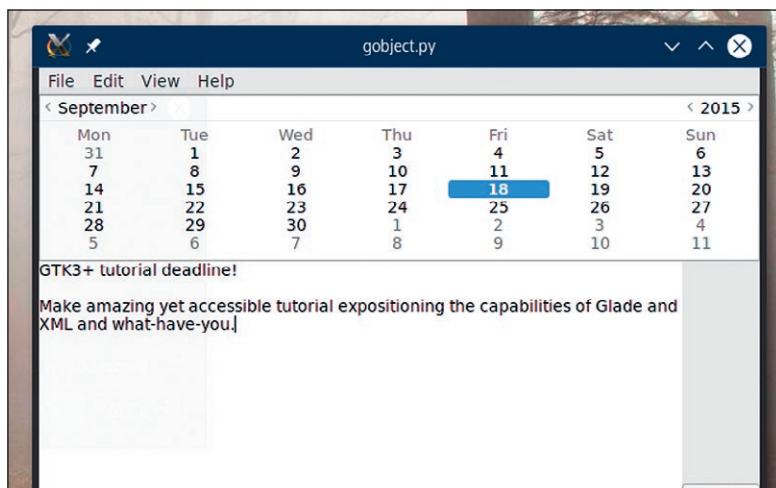 gobject.py
File Edit View Help
< September > < 2015 >
Mon Tue Wed Thu Fri Sat Sun
31 1 2 3 4 5 6
7 8 9 10 11 12 13
14 15 16 17 18 19 20
21 22 23 24 25 26 27
28 29 30 1 2 3 4
5 6 7 8 9 10 11
GTK3+ tutorial deadline!
Make amazing yet accessible tutorial expositioning the capabilities of Glade and
XML and what-have-you.